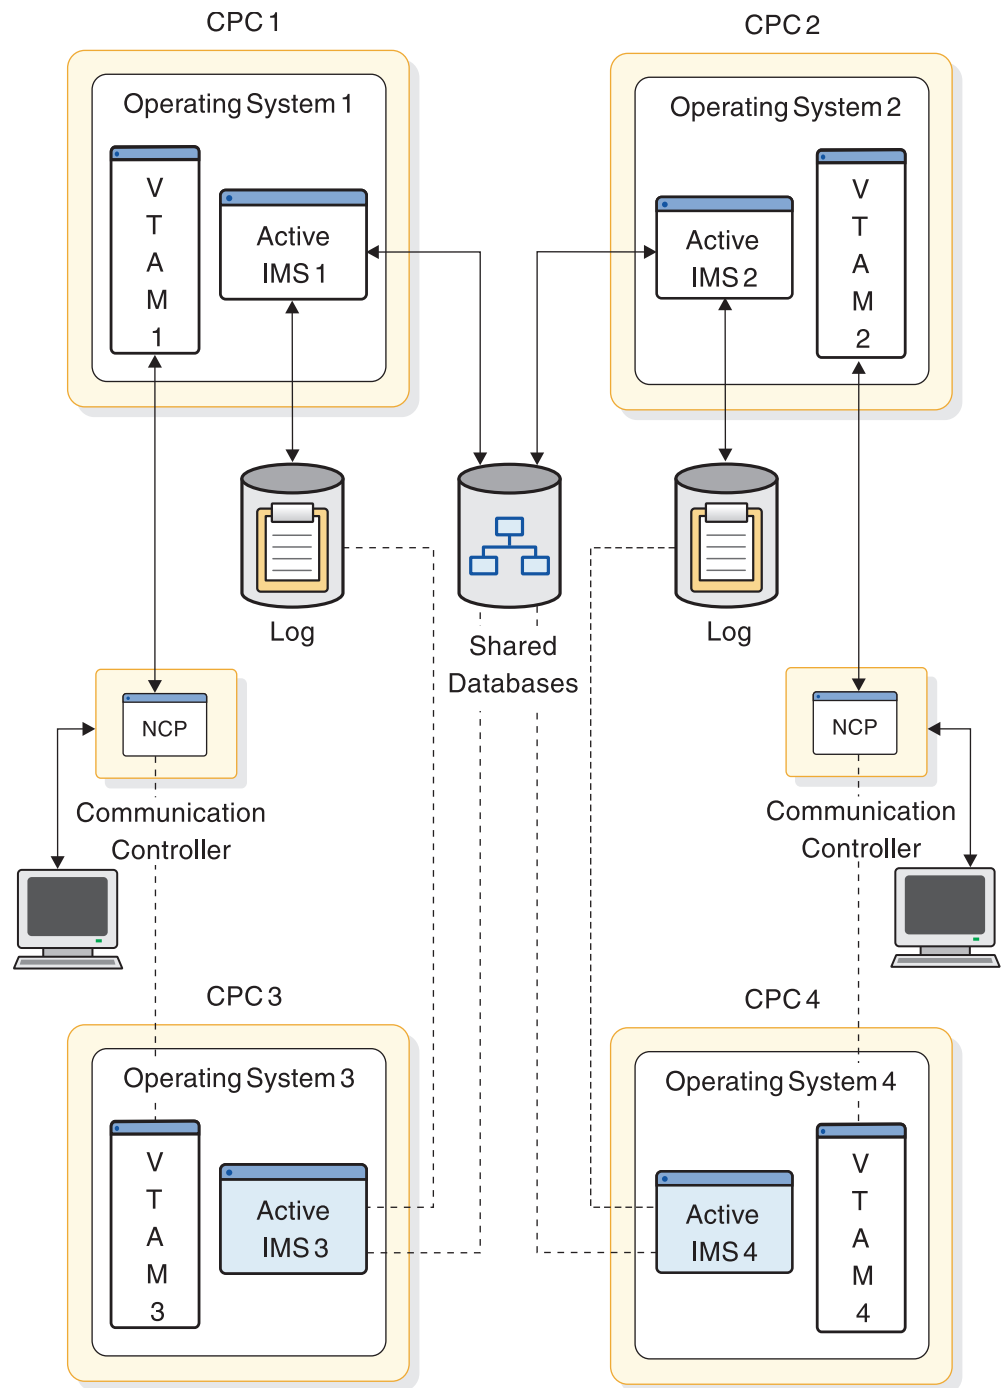 CPC 1
CPC 2
Operating System 1
Operating System 2
V
T
A
M
1
Active
IMS 1
Active
IMS 2
V
T
A
M
2
Log
Shared
Databases
Log
NCP
NCP
Communication
Controller
Communication
Controller
CPC 3
CPC 4
Operating System 3
Operating System 4
V
T
A
M
3
Active
IMS 3
Active
IMS 4
V
T
A
M
4